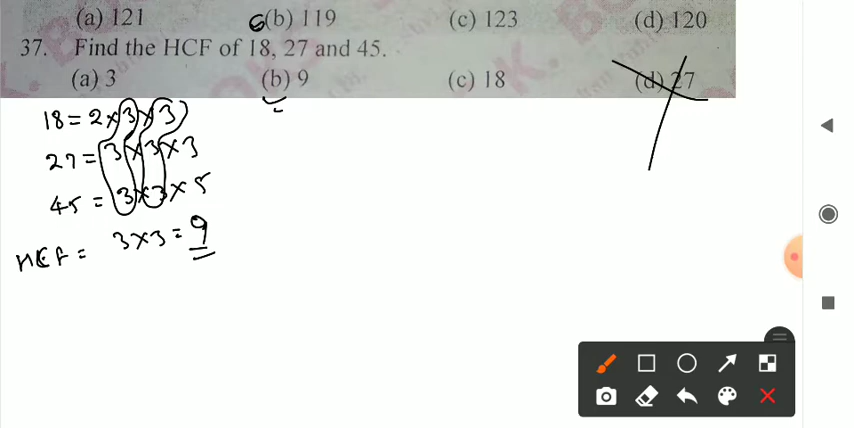 (a) 121 6(b) 119 (c) 123 (d) 120
37. Find the HCF of 18, 27 and 45.
(a) 3 (b) 9 (c) 18 (d) 27
18 = 2 × 3 × 3
27 = 3 × 3 × 3
45 = 3 × 3 × 5
HCF = 3 × 3 = 9